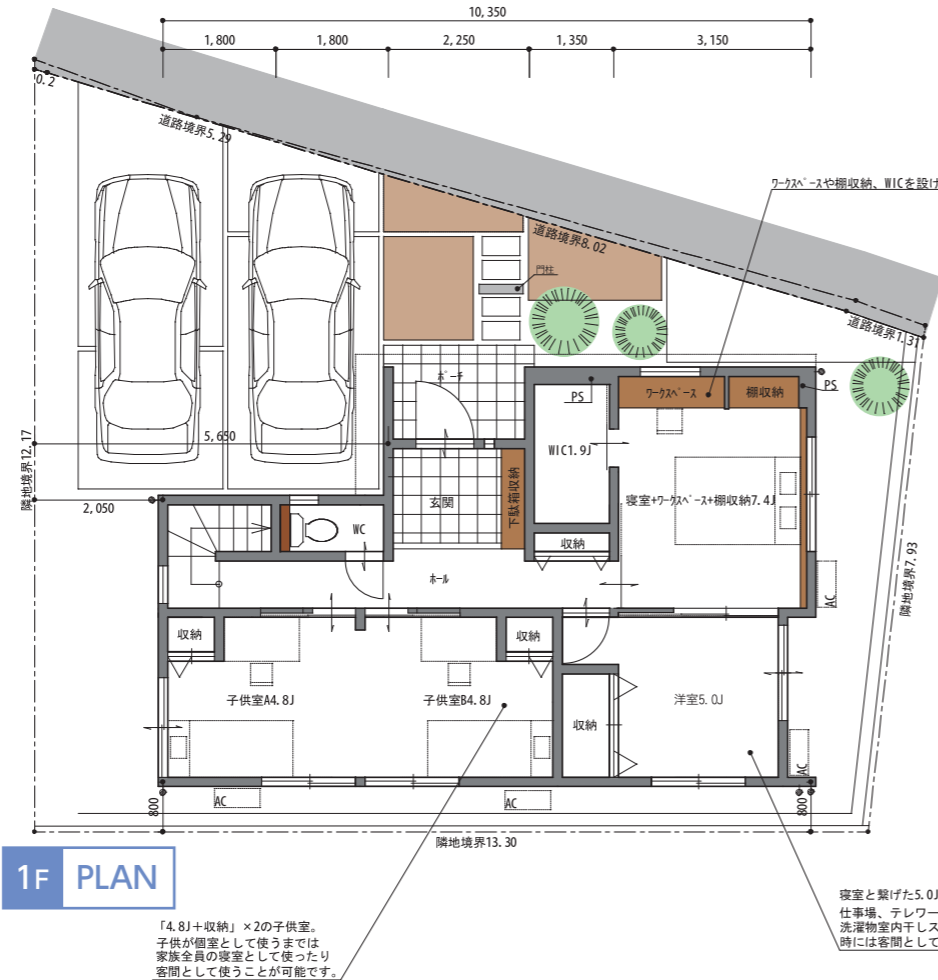 10,350
1,800
1,800
2,250
1,350
3,150
0.2
道路境界5.29
ワークスペースや棚収納、WICを設け
道路境界8.02
門柱
道路境界1.31
ポーチ
PS
ワークスペース
棚収納
PS
5,650
WIC1.9J
隣地境界12.17
玄関
下駄箱収納
寝室+ワークスペース+棚収納7.4J
2,050
WC
収納
ホール
隣地境界7.93
AC
収納
収納
子供室A4.8J
子供室B4.8J
洋室5.0J
収納
AC
AC
AC
800
800
隣地境界13.30
1F PLAN
「4.8J+収納」×2の子供室。
子供が個室として使うまでは
家族全員の寝室として使ったり
客間として使うことが可能です。
寝室と繋げた5.0J
仕事場、テレワー
洗濯物室内干しス
時には客間として